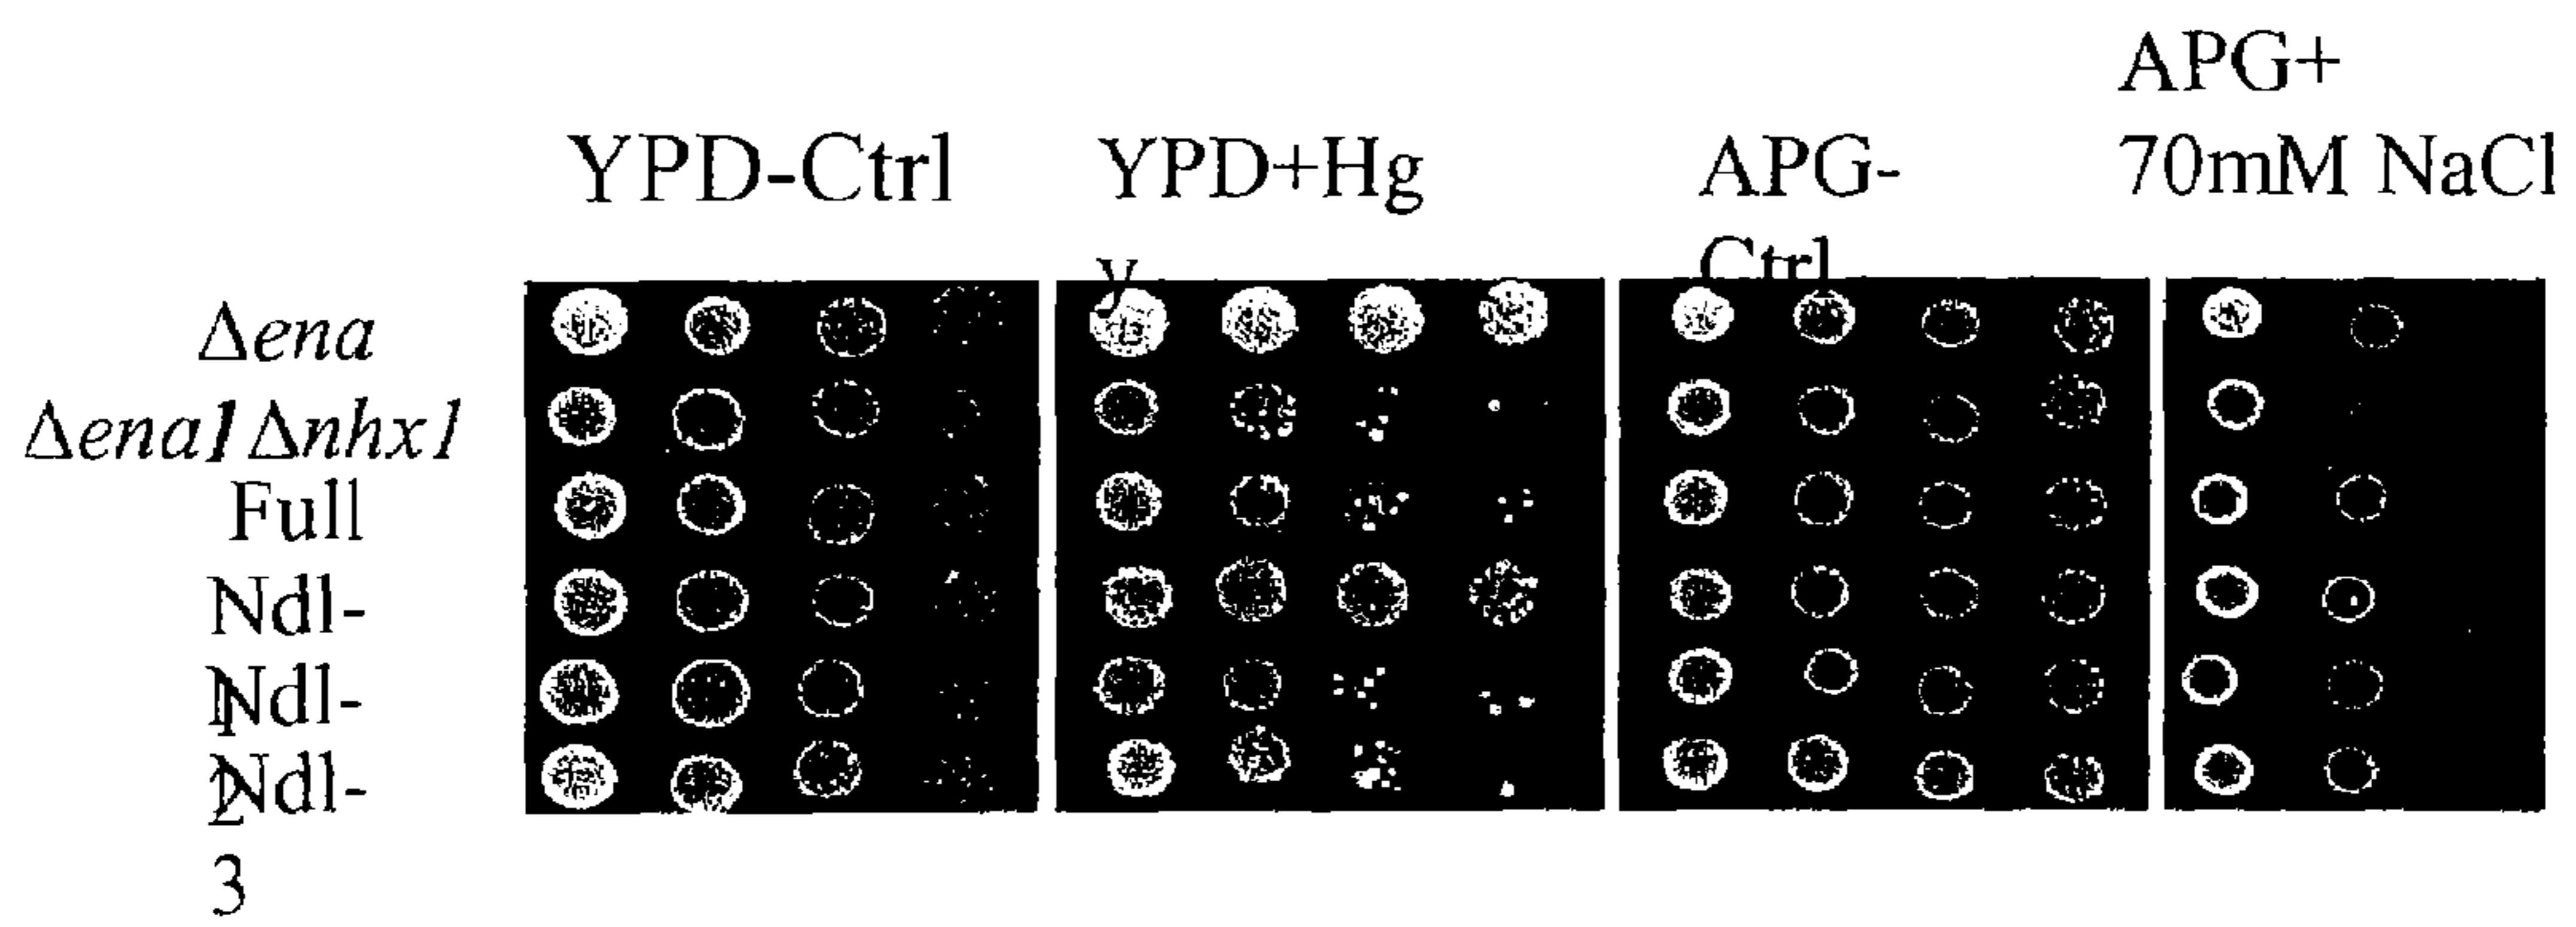 APG+
YPD-Ctrl YPD+Hg APG- 70mM NaCl
y Ctrl
Δena
Δena1Δnhx1
Full
Ndl-
1
Ndl-
2
Ndl-
3